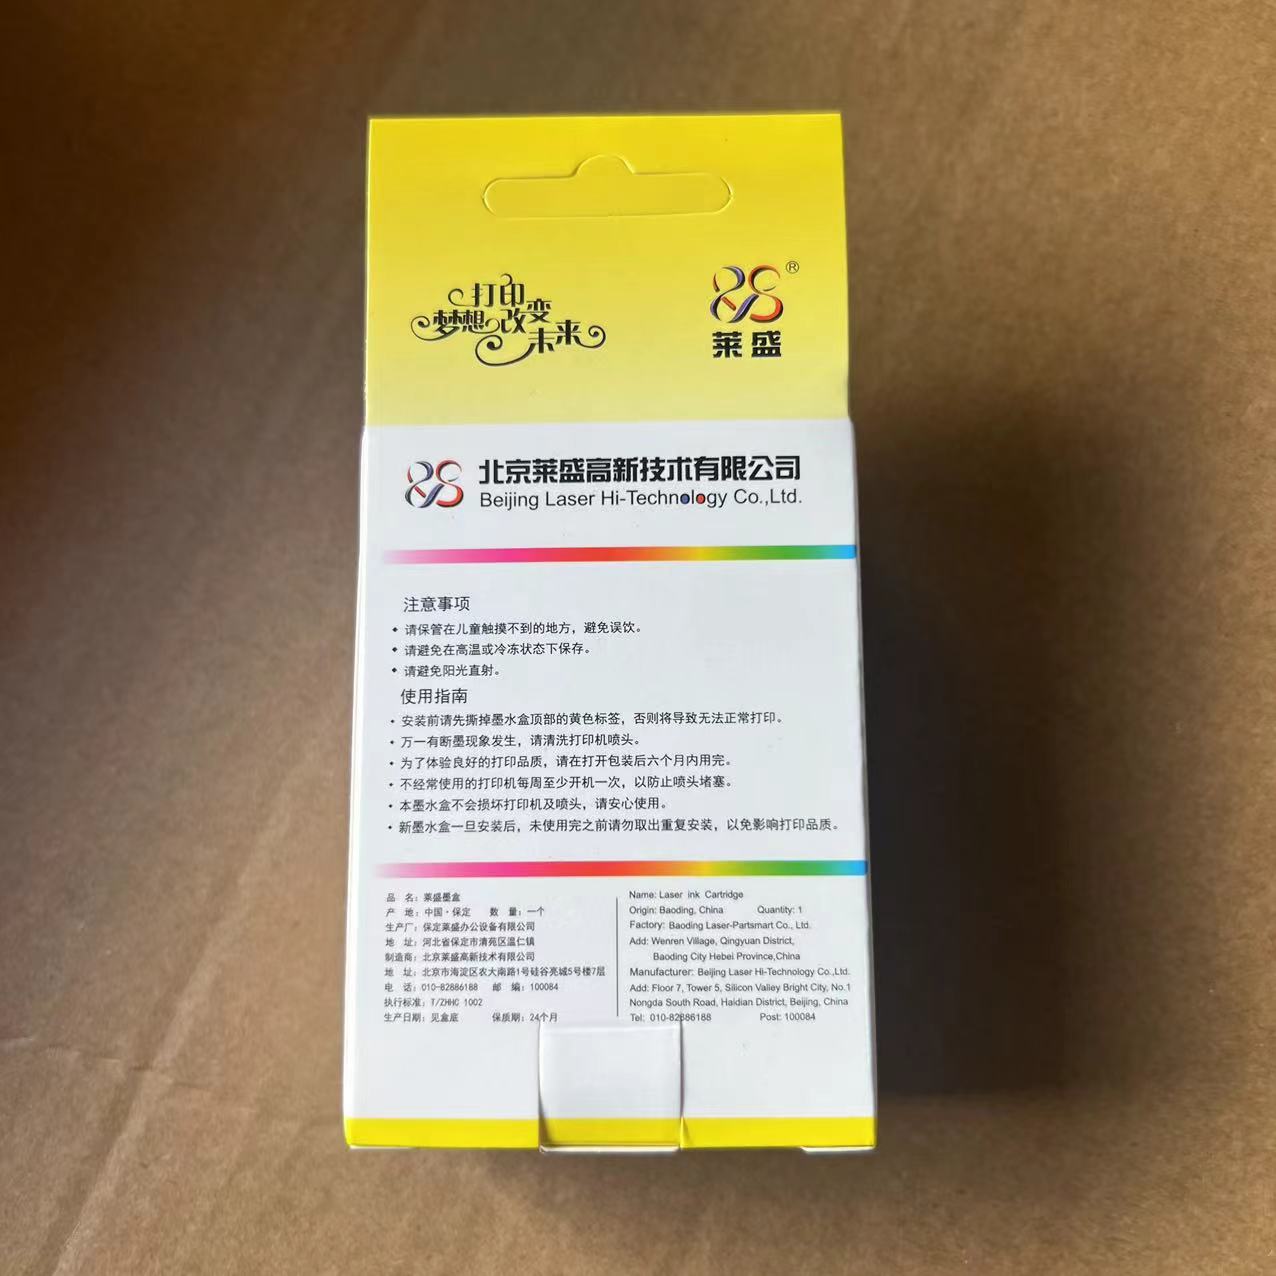 打印
梦想 改变
未来
®
莱盛
北京莱盛高新技术有限公司
Beijing Laser Hi-Technology Co.,Ltd.
注意事项
• 请保管在儿童触摸不到的地方，避免误饮。
• 请避免在高温或冷冻状态下保存。
• 请避免阳光直射。
使用指南
• 安装前请先撕掉墨水盒顶部的黄色标签，否则将导致无法正常打印。
• 万一有断墨现象发生，请清洗打印机喷头。
• 为了体验良好的打印品质，请在打开包装后六个月内用完。
• 不经常使用的打印机每周至少开机一次，以防止喷头堵塞。
• 本墨水盒不会损坏打印机及喷头，请安心使用。
• 新墨水盒一旦安装后，未使用完之前请勿取出重复安装，以免影响打印品质。
品 名：莱盛墨盒
产 地：中国·保定 数 量：一个
生产厂：保定莱盛办公设备有限公司
地 址：河北省保定市清苑区温仁镇
制造商：北京莱盛高新技术有限公司
地 址：北京市海淀区农大南路1号硅谷亮城5号楼7层
电 话：010-82886188 邮 编：100084
执行标准：T/ZHHC 1002
生产日期：见盒底 保质期：24个月
Name: Laser ink Cartridge
Origin: Baoding, China Quantity: 1
Factory: Baoding Laser-Partsmart Co., Ltd.
Add: Wenren Village, Qingyuan District,
Baoding City Hebei Province,China
Manufacturer: Beijing Laser Hi-Technology Co.,Ltd.
Add: Floor 7, Tower 5, Silicon Valley Bright City, No.1
Nongda South Road, Haidian District, Beijing, China
Tel: 010-82886188 Post: 100084